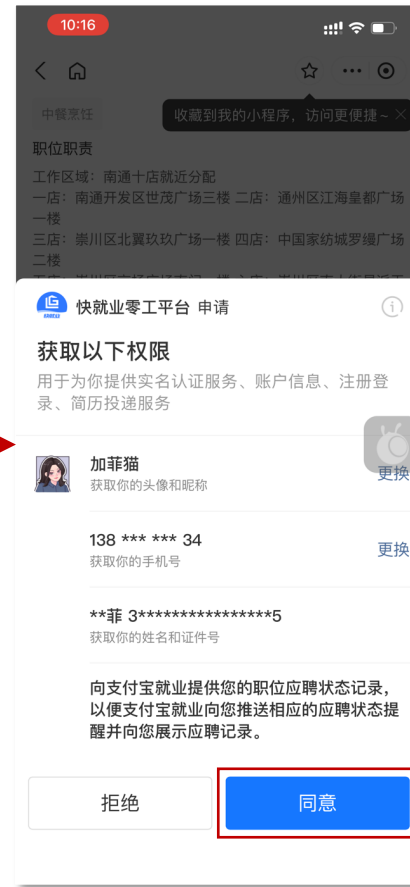 10:16
中餐烹饪
收藏到我的小程序，访问更便捷~ ×
职位职责
工作区域：南通十店就近分配
一店：南通开发区世茂广场三楼 二店：通州区江海皇都广场
一楼
三店：崇川区北翼玖玖广场一楼 四店：中国家纺城罗缦广场
二楼
快就业零工平台 申请
获取以下权限
用于为你提供实名认证服务、账户信息、注册登
录、简历投递服务
加菲猫
获取你的头像和昵称
更换
138 *** *** 34
获取你的手机号
更换
**菲 3****************5
获取你的姓名和证件号
向支付宝就业提供您的职位应聘状态记录，
以便支付宝就业向您推送相应的应聘状态提
醒并向您展示应聘记录。
拒绝
同意